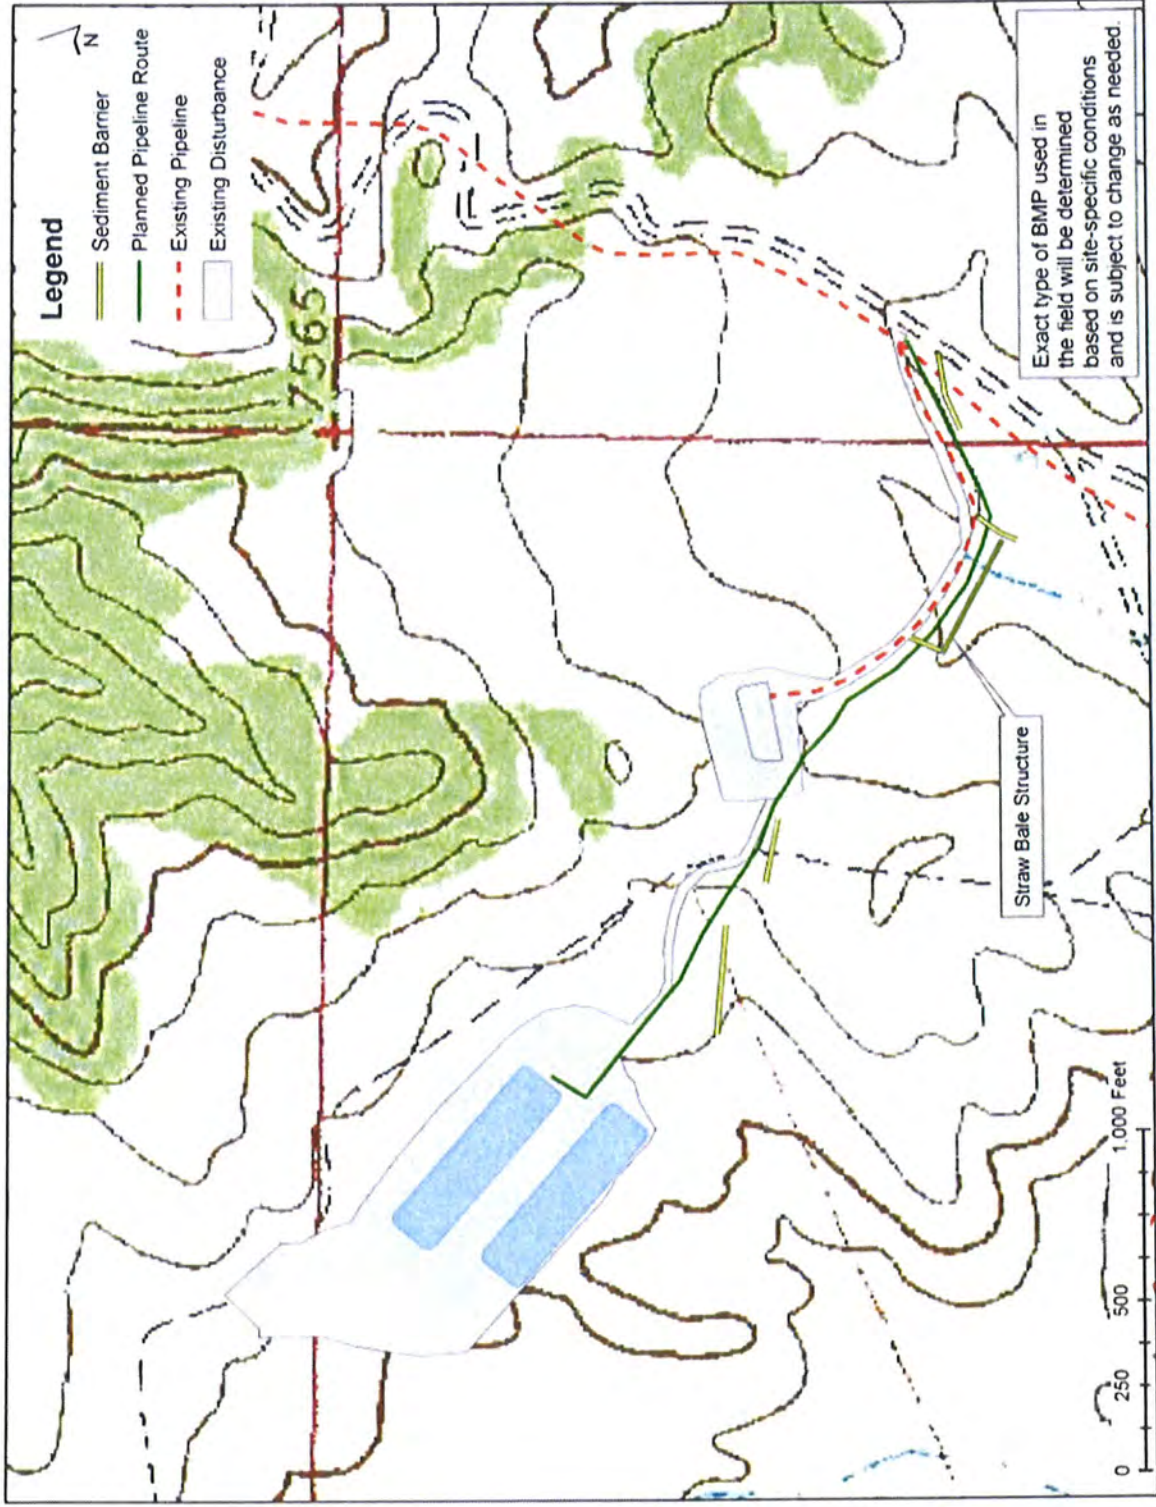 Legend
N
Sediment Barrier
Planned Pipeline Route
Existing Pipeline
Existing Disturbance
7565
Straw Bale Structure
Exact type of BMP used in
the field will be determined
based on site-specific conditions
and is subject to change as needed.
0 250 500 1,000 Feet